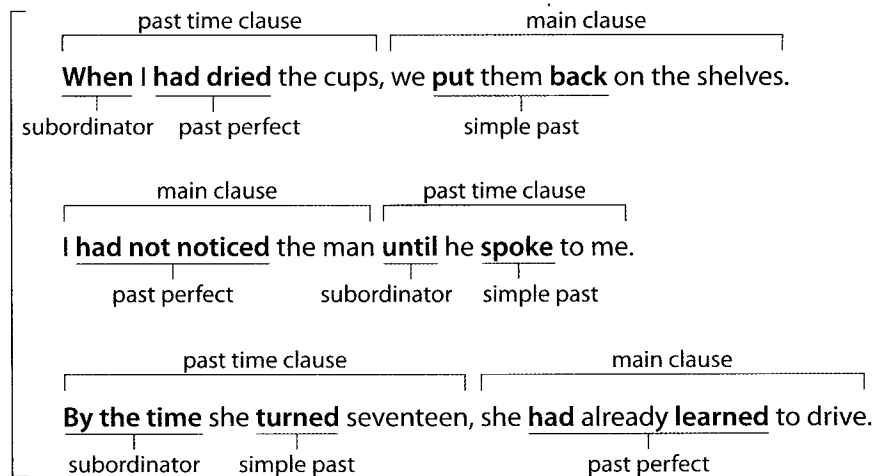 past time clause main clause
When I had dried the cups, we put them back on the shelves.
subordinator past perfect simple past
main clause past time clause
I had not noticed the man until he spoke to me.
past perfect subordinator simple past
past time clause main clause
By the time she turned seventeen, she had already learned to drive.
subordinator simple past past perfect